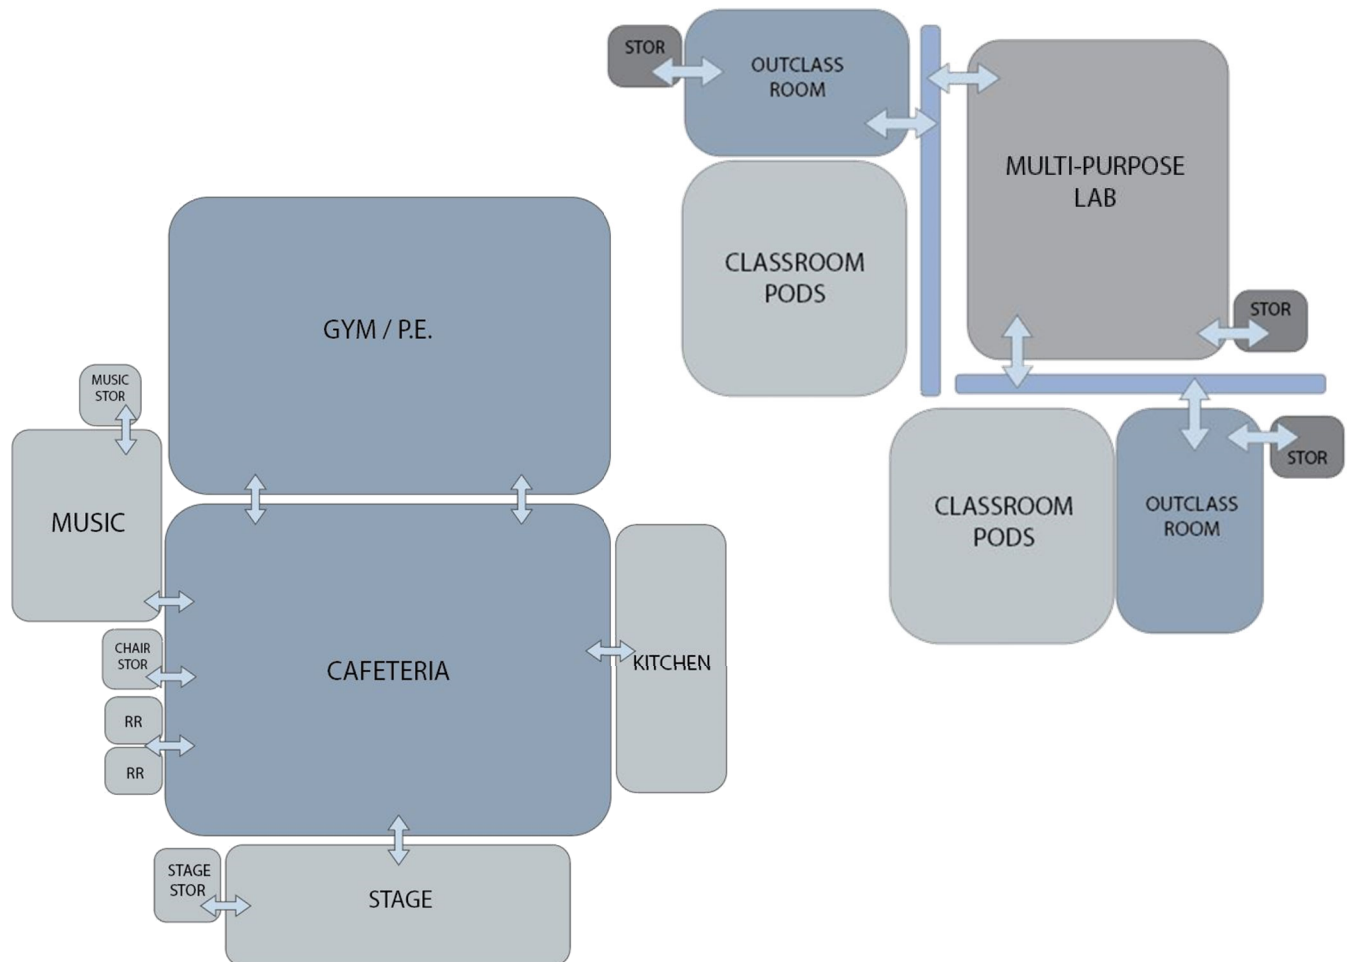 STOR
OUTCLASS
ROOM
MULTI-PURPOSE
LAB
CLASSROOM
PODS
STOR
GYM / P.E.
MUSIC
STOR
MUSIC
CLASSROOM
PODS
OUTCLASS
ROOM
STOR
CHAIR
STOR
CAFETERIA
KITCHEN
RR
RR
STAGE
STOR
STAGE